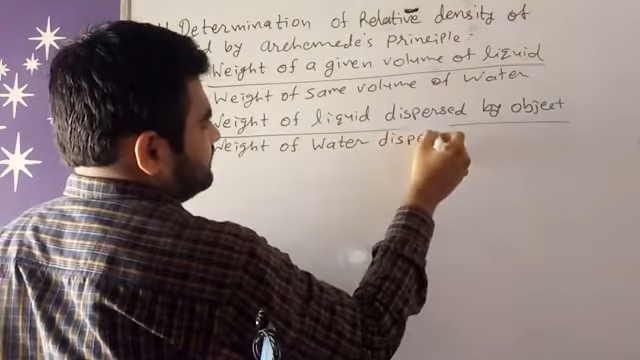 Determination of Relative density of
by archemede's principle:
Weight of a given volume of liquid
Weight of same volume of water
Weight of liquid dispersed by object
Weight of Water dispe